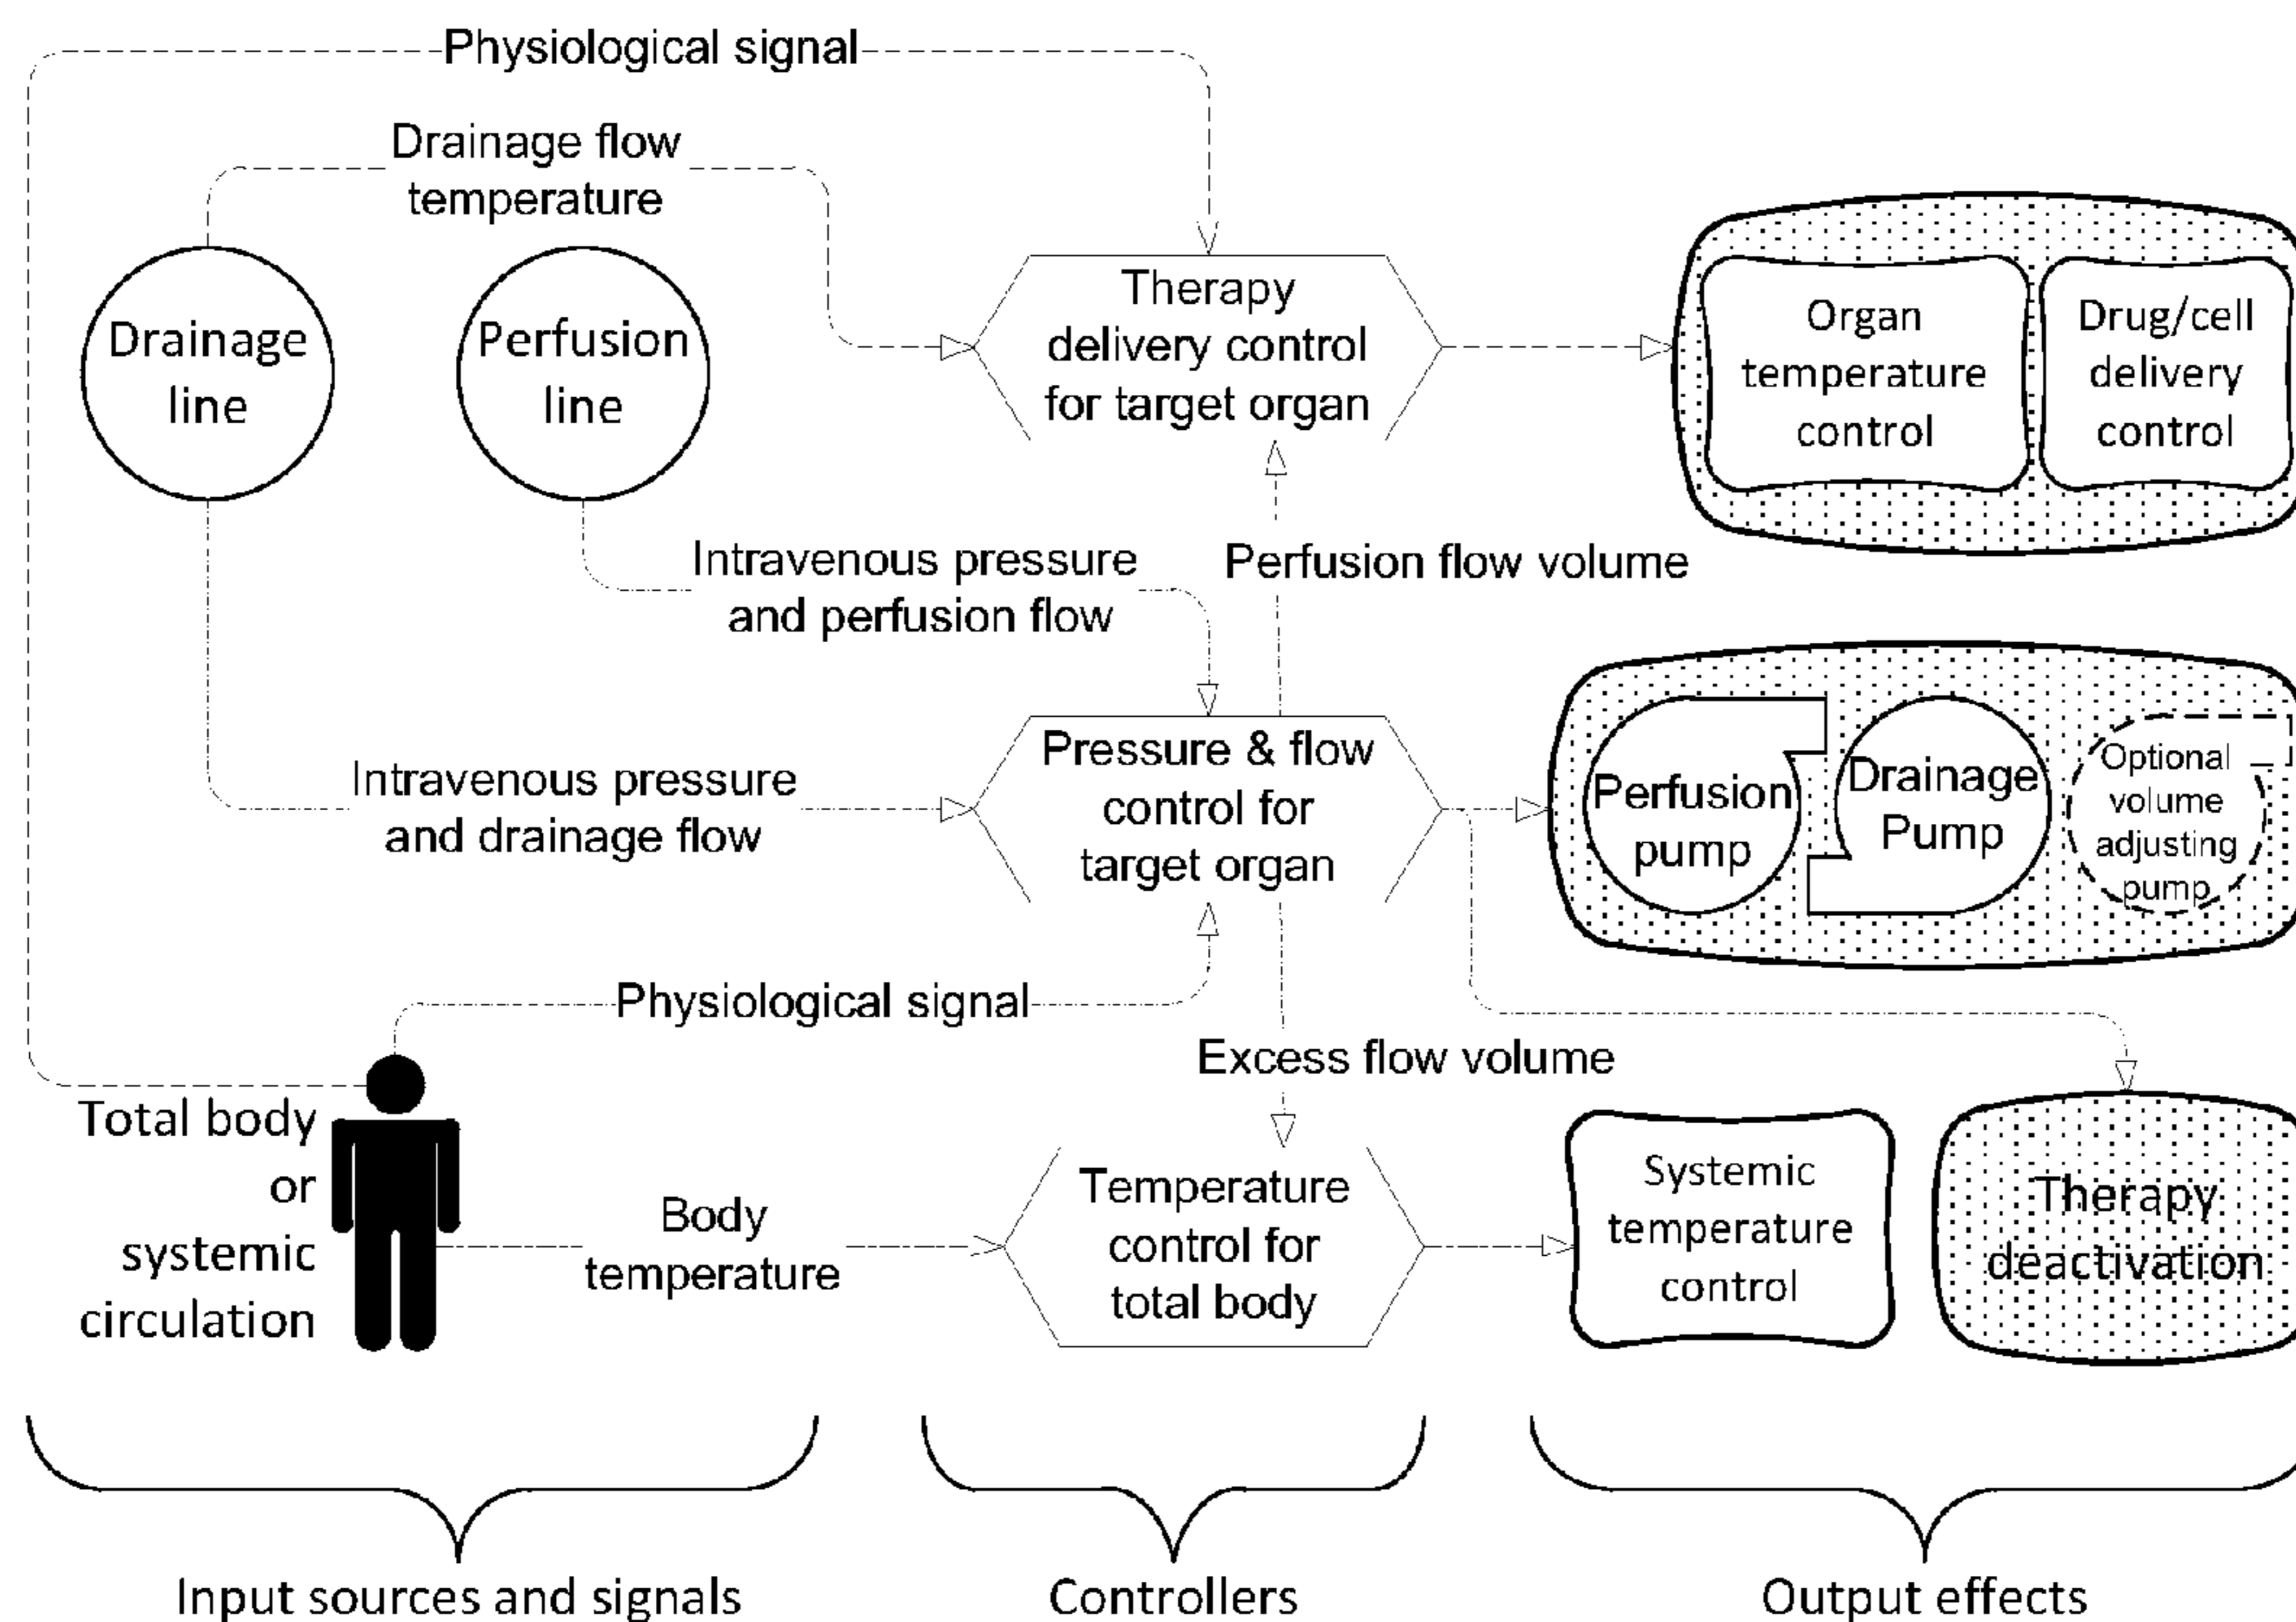 Physiological signal
Drainage flow
temperature
Drainage
line
Perfusion
line
Therapy
delivery control
for target organ
Organ
temperature
control
Drug/cell
delivery
control
Intravenous pressure
and perfusion flow
Perfusion flow volume
Intravenous pressure
and drainage flow
Pressure & flow
control for
target organ
Perfusion
pump
Drainage
Pump
Optional
volume
adjusting
pump
Physiological signal
Excess flow volume
Total body
or
systemic
circulation
Body
temperature
Temperature
control for
total body
Systemic
temperature
control
Therapy
deactivation
Input sources and signals
Controllers
Output effects